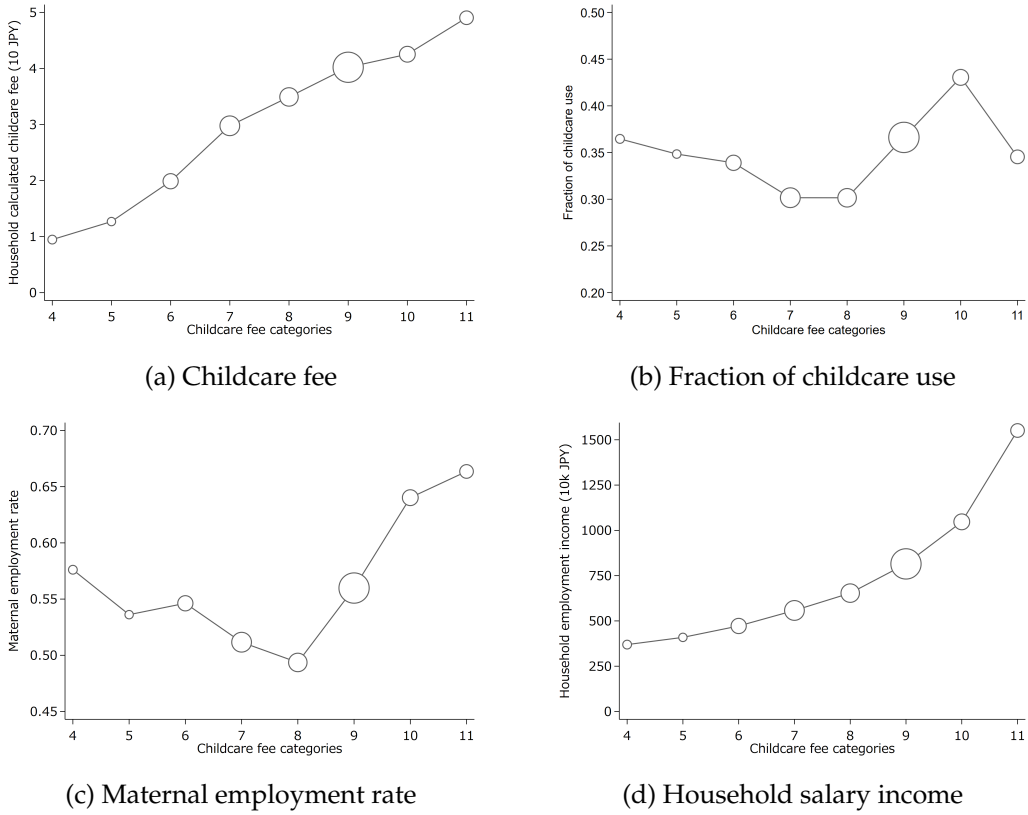 Household calculated childcare fee (10 JPY)
5
4
3
2
1
0
4 5 6 7 8 9 10 11
Childcare fee categories
(a) Childcare fee
Fraction of childcare use
0.50
0.45
0.40
0.35
0.30
0.25
0.20
4 5 6 7 8 9 10 11
Childcare fee categories
(b) Fraction of childcare use
Maternal employment rate
0.70
0.65
0.60
0.55
0.50
0.45
4 5 6 7 8 9 10 11
Childcare fee categories
(c) Maternal employment rate
Household employment income (10k JPY)
1500
1250
1000
750
500
250
0
4 5 6 7 8 9 10 11
Childcare fee categories
(d) Household salary income